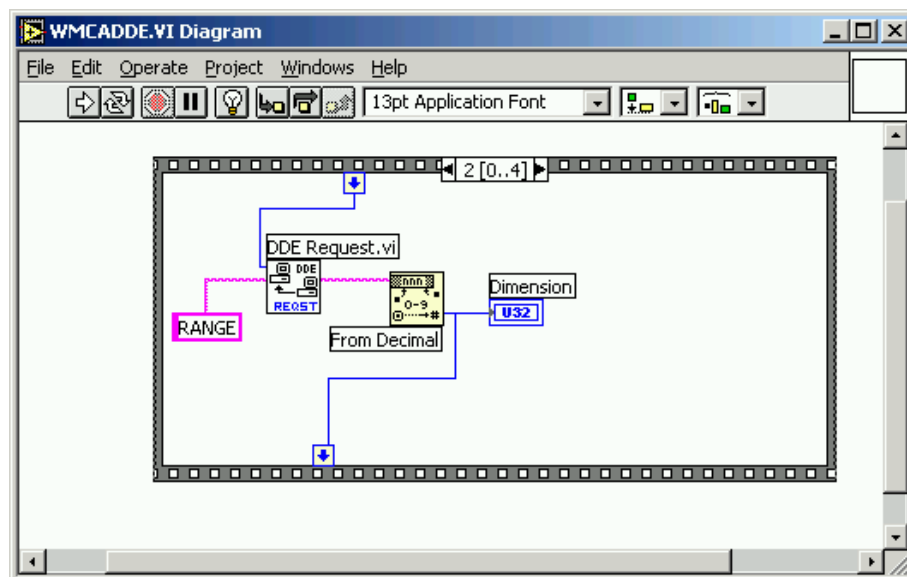 WMCADDE.VI Diagram
File Edit Operate Project Windows Help
13pt Application Font
2 [0..4]
DDE Request.vi
DDE
REQST
nnn
0-9
#
Dimension
U32
RANGE
From Decimal